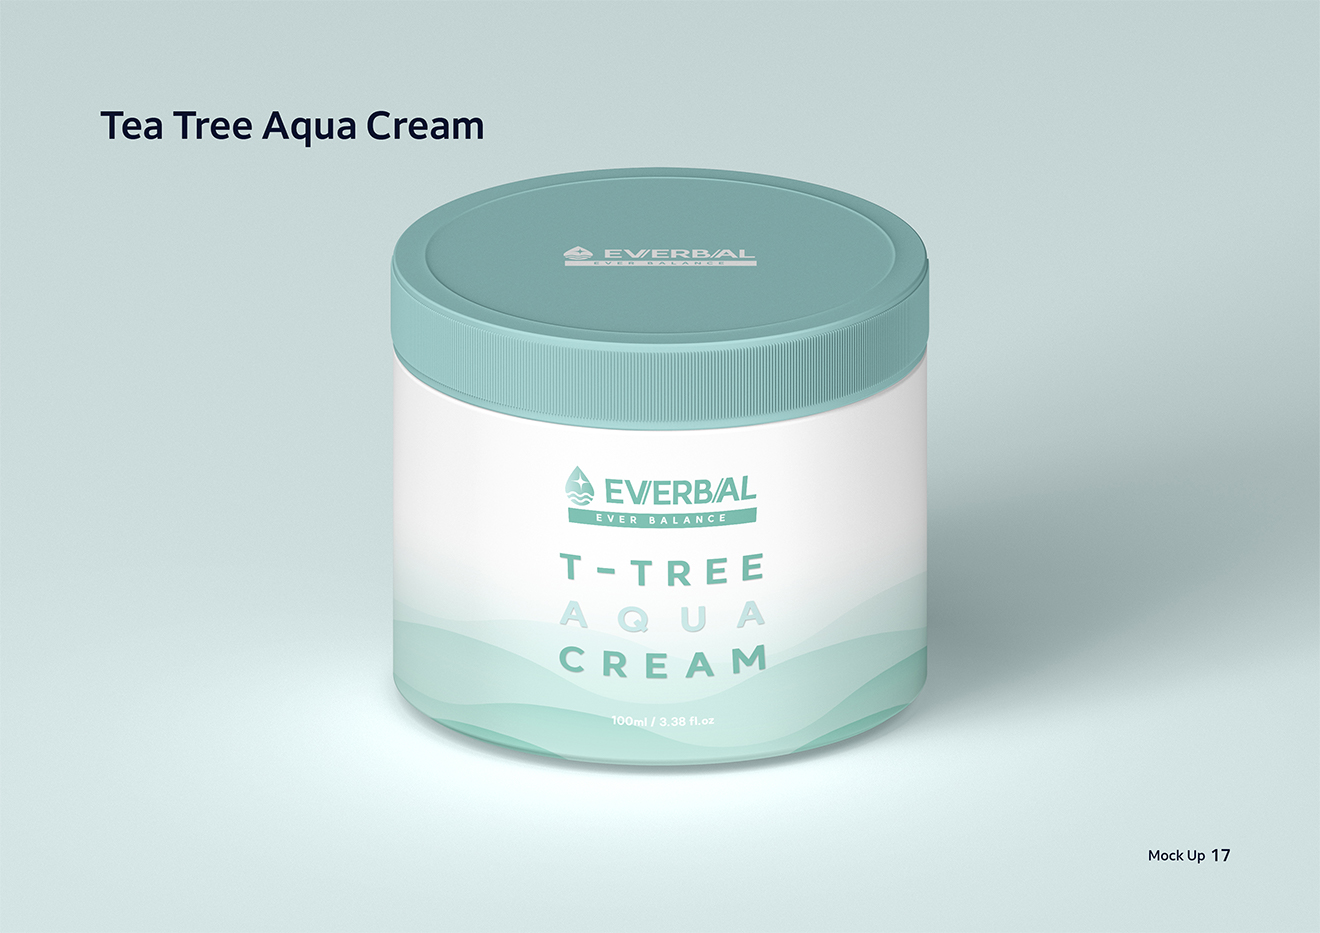 Tea Tree Aqua Cream
EVERBAL
EVER BALANCE
EVERBAL
EVER BALANCE
T-TREE
AQUA
CREAM
100ml / 3.38 fl.oz
Mock Up 17